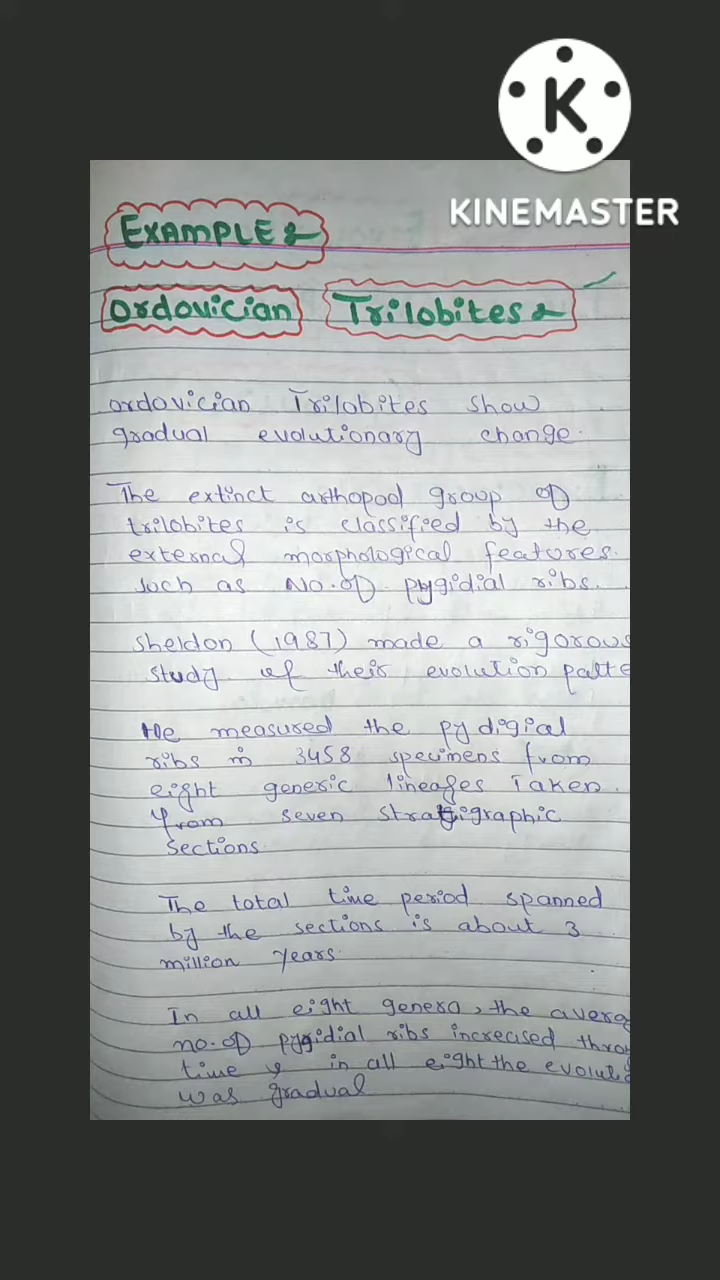 KINEMASTER
EXAMPLE :-
Ordovician Trilobites :-
Ordovician Trilobites show
gradual evolutionary change.
The extinct arthopod group of
trilobites is classified by the
external morphological features.
such as No. of pygidial ribs.
Sheldon (1987) made a rigorous
study of their evolution patte
He measured the pydigial
ribs in 3458 specimens from
eight generic lineages Taken
from seven stratigraphic
sections
The total time period spanned
by the sections is about 3
million years.
In all eight genera, the averag
no. of pygidial ribs increased throu
time & in all eight the evolutio
was gradual